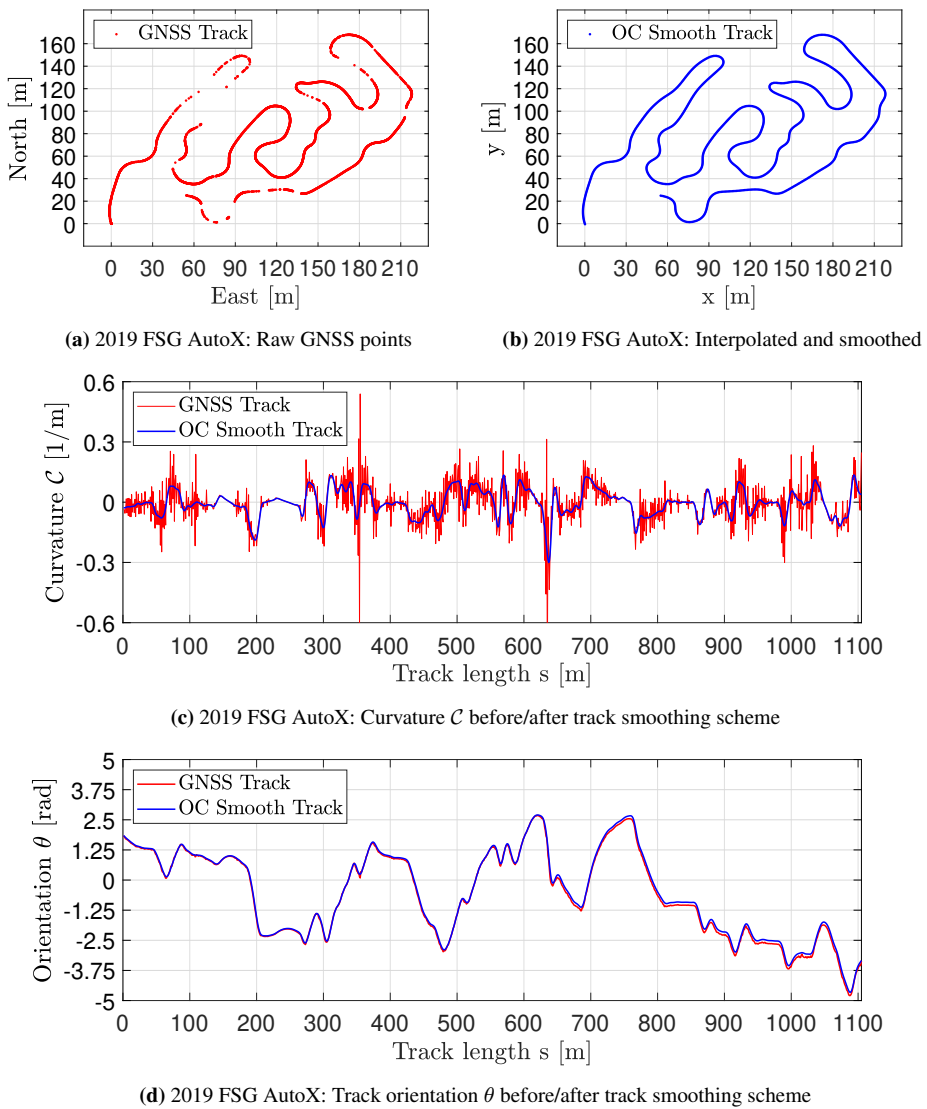 GNSS Track
160
140
120
100
80
60
40
20
0
North [m]
0 30 60 90 120 150 180 210
East [m]
(a) 2019 FSG AutoX: Raw GNSS points
OC Smooth Track
160
140
120
100
80
60
40
20
0
y [m]
0 30 60 90 120 150 180 210
x [m]
(b) 2019 FSG AutoX: Interpolated and smoothed
GNSS Track
OC Smooth Track
0.6
0.3
0
-0.3
-0.6
Curvature 𝒞 [1/m]
0 100 200 300 400 500 600 700 800 900 1000 1100
Track length s [m]
(c) 2019 FSG AutoX: Curvature 𝒞 before/after track smoothing scheme
GNSS Track
OC Smooth Track
5
3.75
2.5
1.25
0
-1.25
-2.5
-3.75
-5
Orientation θ [rad]
0 100 200 300 400 500 600 700 800 900 1000 1100
Track length s [m]
(d) 2019 FSG AutoX: Track orientation θ before/after track smoothing scheme